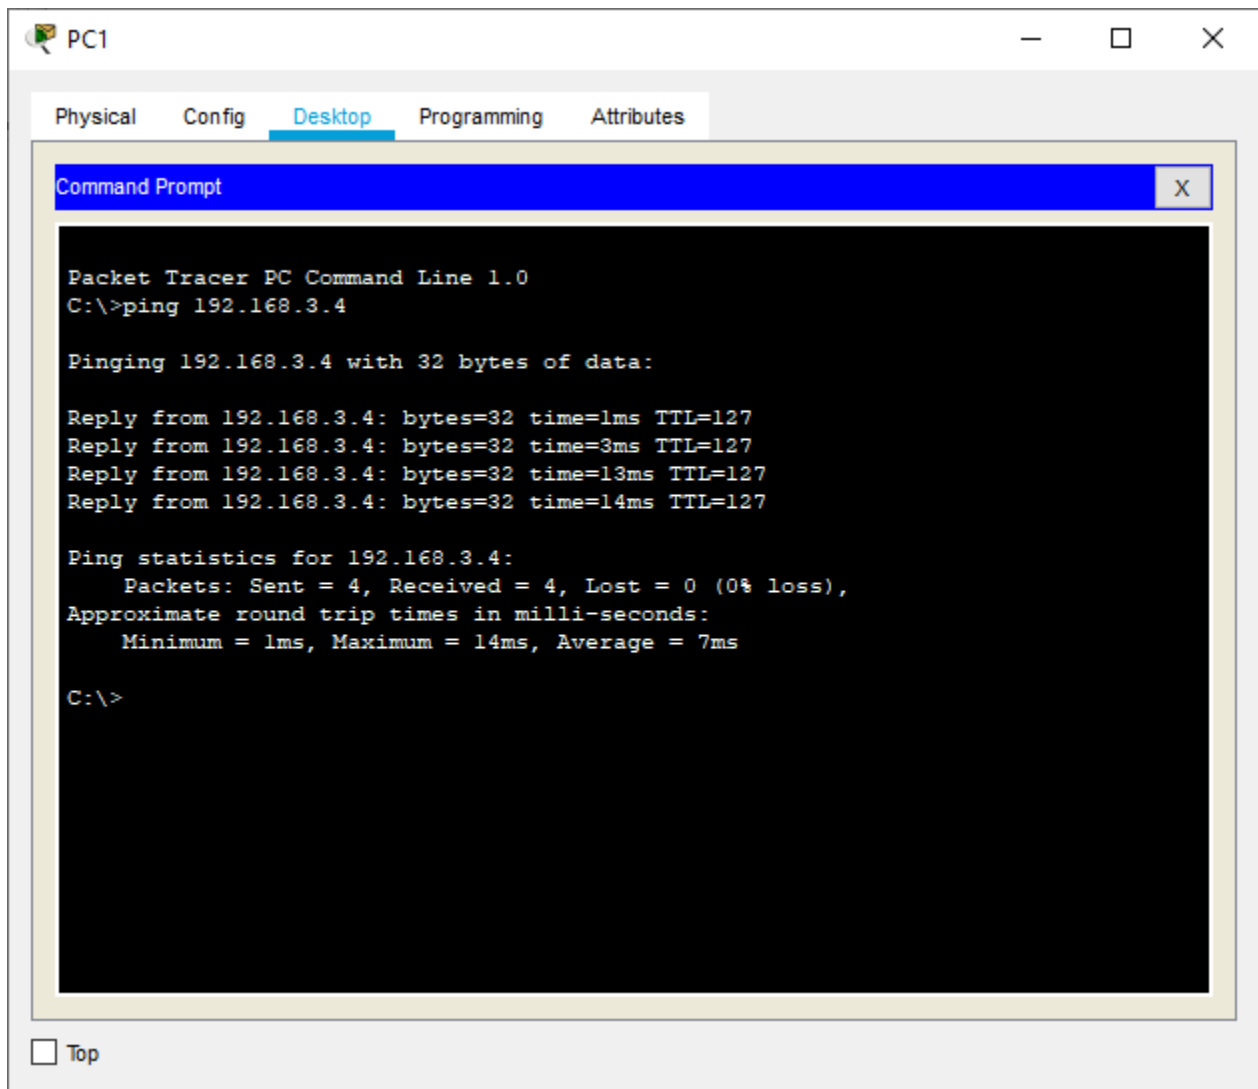 PC1
Physical Config Desktop Programming Attributes
Command Prompt X
Packet Tracer PC Command Line 1.0
C:\>ping 192.168.3.4
Pinging 192.168.3.4 with 32 bytes of data:
Reply from 192.168.3.4: bytes=32 time=1ms TTL=127
Reply from 192.168.3.4: bytes=32 time=3ms TTL=127
Reply from 192.168.3.4: bytes=32 time=13ms TTL=127
Reply from 192.168.3.4: bytes=32 time=14ms TTL=127
Ping statistics for 192.168.3.4:
Packets: Sent = 4, Received = 4, Lost = 0 (0% loss),
Approximate round trip times in milli-seconds:
Minimum = 1ms, Maximum = 14ms, Average = 7ms
C:\>
Top